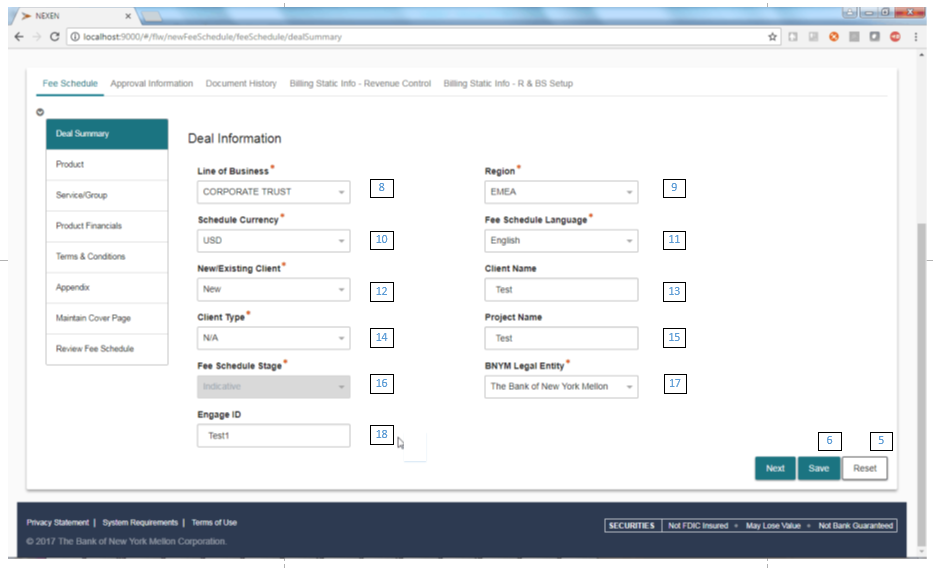 NEXEN
localhost:9000/#/flw/newFeeSchedule/feeSchedule/dealSummary
Fee Schedule Approval Information Document History Billing Static Info - Revenue Control Billing Static Info - R & BS Setup
Deal Summary
Product
Service/Group
Product Financials
Terms & Conditions
Appendix
Maintain Cover Page
Review Fee Schedule
Deal Information
Line of Business * Region *
CORPORATE TRUST 8 EMEA 9
Schedule Currency * Fee Schedule Language *
USD 10 English 11
New/Existing Client * Client Name
New 12 Test 13
Client Type * Project Name
N/A 14 Test 15
Fee Schedule Stage * BNYM Legal Entity *
Indicative 16 The Bank of New York Mellon 17
Engage ID
Test1 18
6 5
Next Save Reset
Privacy Statement | System Requirements | Terms of Use
SECURITIES Not FDIC Insured • May Lose Value • Not Bank Guaranteed
© 2017 The Bank of New York Mellon Corporation.